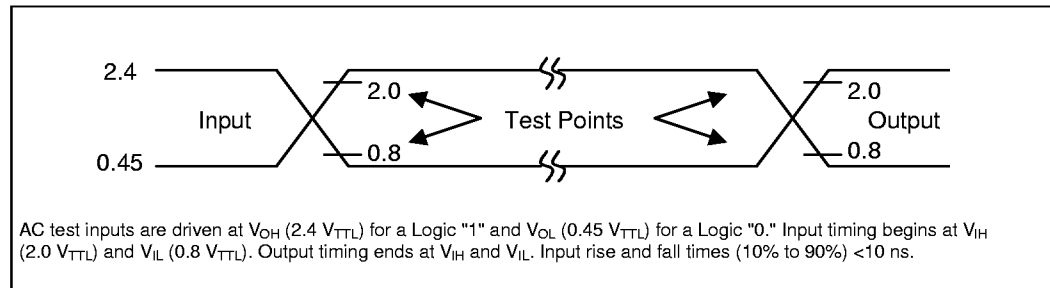 2.4
2.0
2.0
Input
Test Points
Output
0.45
0.8
0.8
AC test inputs are driven at VOH (2.4 VTTL) for a Logic "1" and VOL (0.45 VTTL) for a Logic "0." Input timing begins at VIH
(2.0 VTTL) and VIL (0.8 VTTL). Output timing ends at VIH and VIL. Input rise and fall times (10% to 90%) <10 ns.